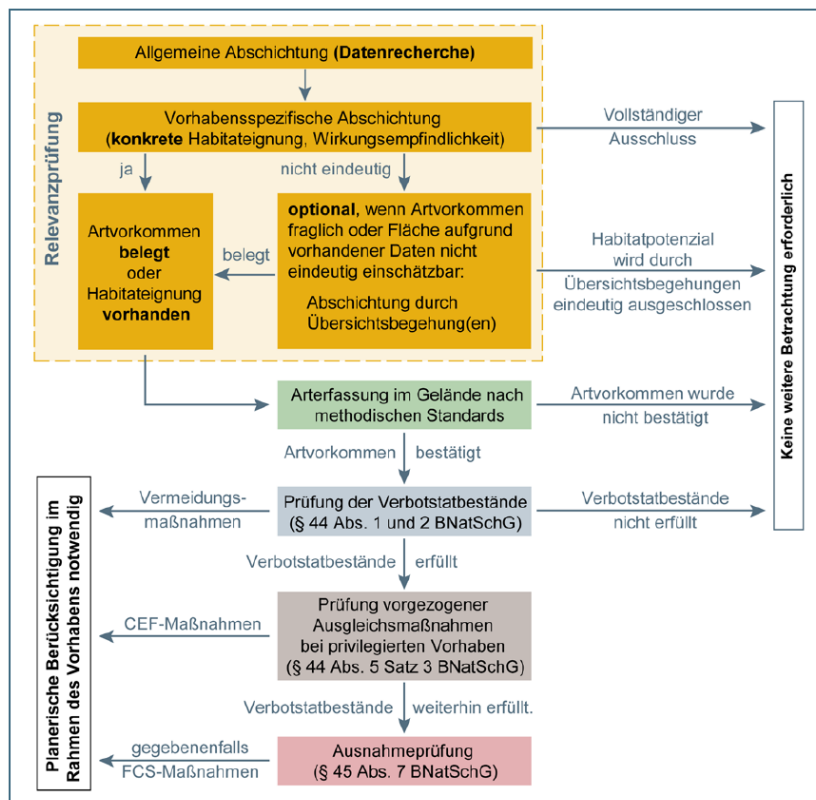 Relevanzprüfung
Allgemeine Abschichtung (Datenrecherche)
Vorhabensspezifische Abschichtung
(konkrete Habitateignung, Wirkungsempfindlichkeit)
Vollständiger
Ausschluss
ja
nicht eindeutig
Artvorkommen
belegt
oder
Habitateignung
vorhanden
belegt
optional, wenn Artvorkommen
fraglich oder Fläche aufgrund
vorhandener Daten nicht
eindeutig einschätzbar:
Abschichtung durch
Übersichtsbegehung(en)
Habitatpotenzial
wird durch
Übersichtsbegehungen
eindeutig ausgeschlossen
Keine weitere Betrachtung erforderlich
Arterfassung im Gelände nach
methodischen Standards
Artvorkommen wurde
nicht bestätigt
Artvorkommen bestätigt
Planerische Berücksichtigung im
Rahmen des Vorhabens notwendig
Vermeidungs-
maßnahmen
Prüfung der Verbotstatbestände
(§ 44 Abs. 1 und 2 BNatSchG)
Verbotstatbestände
nicht erfüllt
Verbotstatbestände erfüllt
CEF-Maßnahmen
Prüfung vorgezogener
Ausgleichsmaßnahmen
bei privilegierten Vorhaben
(§ 44 Abs. 5 Satz 3 BNatSchG)
Verbotstatbestände weiterhin erfüllt.
gegebenenfalls
FCS-Maßnahmen
Ausnahmeprüfung
(§ 45 Abs. 7 BNatSchG)